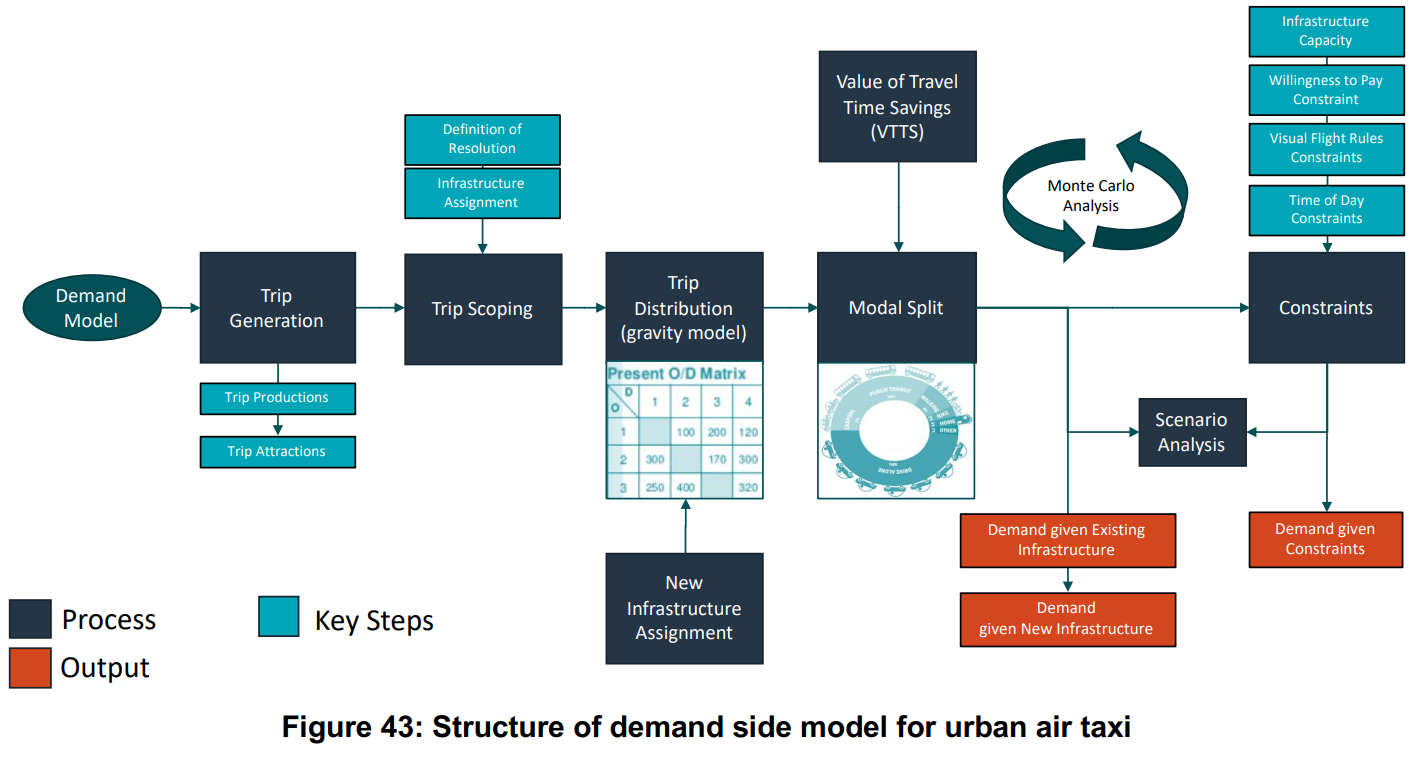 Infrastructure
Capacity
Willingness to Pay
Constraint
Visual Flight Rules
Constraints
Time of Day
Constraints
Value of Travel
Time Savings
(VTTS)
Monte Carlo
Analysis
Definition of
Resolution
Infrastructure
Assignment
Demand
Model
Trip
Generation
Trip Scoping
Trip
Distribution
(gravity model)
Modal Split
Constraints
Trip Productions
Trip Attractions
Present O/D Matrix
D
O
1 2 3 4
1 100 200 120
2 300 170 300
3 250 400 320
PUBLIC TRANSIT
WALKING
BIKE
HOME
OTHER
CARPOOL
DRIVE ALONE
Scenario
Analysis
Demand given Existing
Infrastructure
Demand
given New Infrastructure
Demand given
Constraints
New
Infrastructure
Assignment
Process
Key Steps
Output
Figure 43: Structure of demand side model for urban air taxi